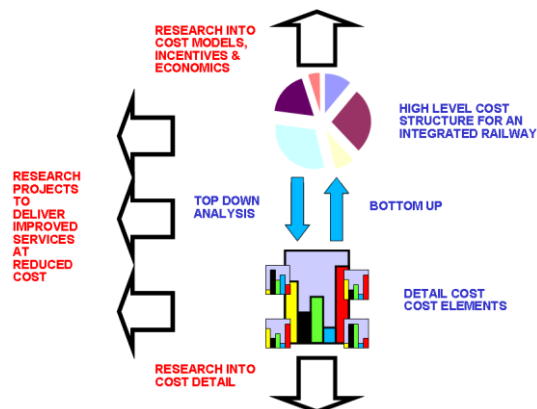 RESEARCH INTO
COST MODELS,
INCENTIVES &
ECONOMICS
HIGH LEVEL COST
STRUCTURE FOR AN
INTEGRATED RAILWAY
RESEARCH
PROJECTS
TO
DELIVER
IMPROVED
SERVICES
AT
REDUCED
COST
TOP DOWN
ANALYSIS
BOTTOM UP
DETAIL COST
COST ELEMENTS
RESEARCH INTO
COST DETAIL